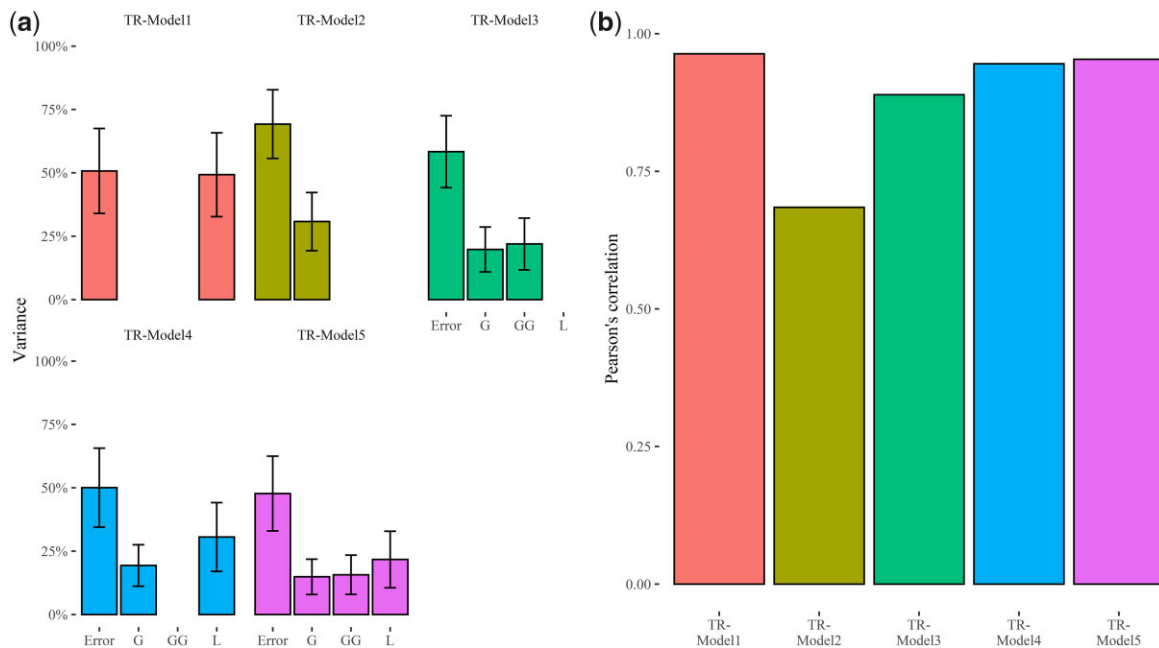 (a)
TR-Model1
TR-Model2
TR-Model3
100%
75%
50%
25%
0%
Error G GG L
Variance
TR-Model4
TR-Model5
100%
75%
50%
25%
0%
Error G GG L
Error G GG L
(b)
Pearson's correlation
1.00
0.75
0.50
0.25
0.00
TR-
Model1
TR-
Model2
TR-
Model3
TR-
Model4
TR-
Model5